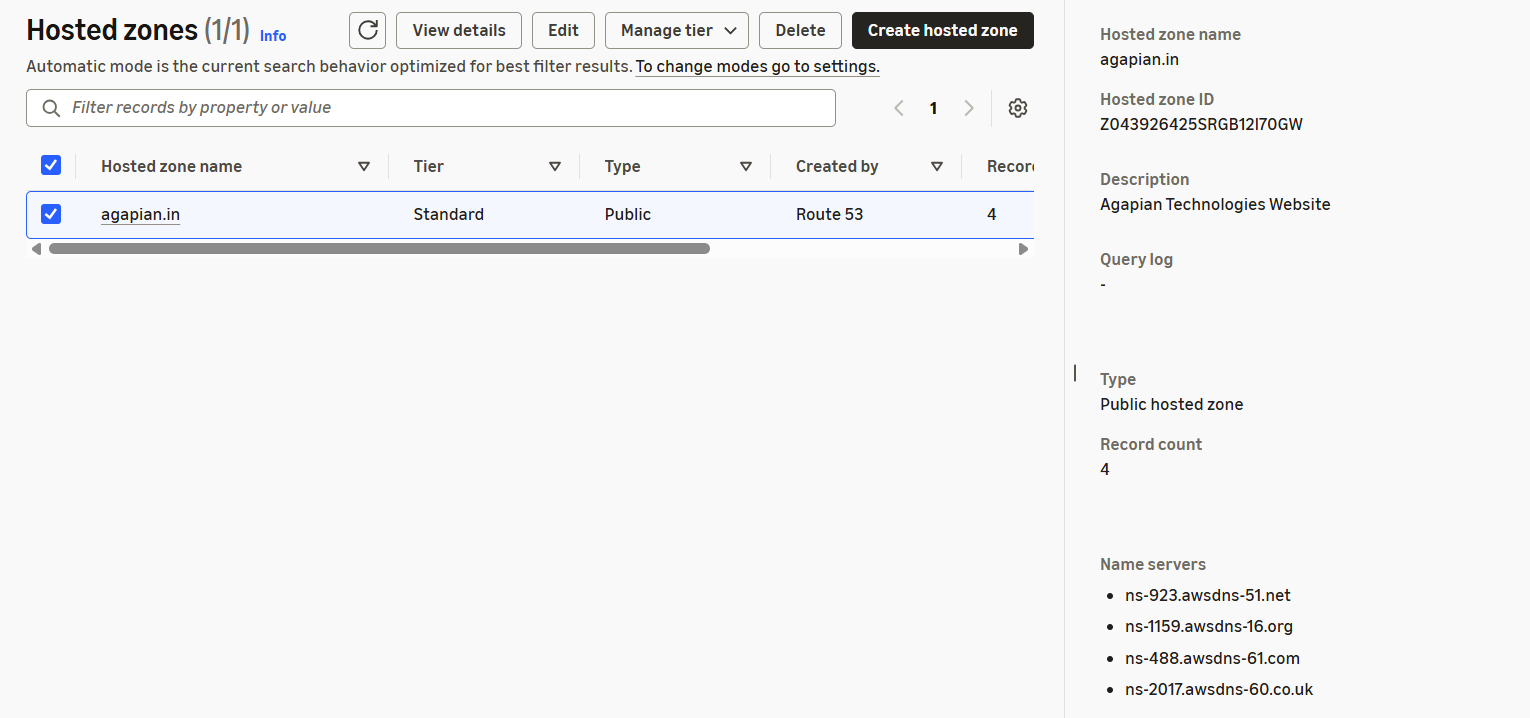 Hosted zones (1/1) Info
View details
Edit
Manage tier
Delete
Create hosted zone
Automatic mode is the current search behavior optimized for best filter results. To change modes go to settings.
Filter records by property or value
1
Hosted zone name
Tier
Type
Created by
Recor
agapian.in
Standard
Public
Route 53
4
Hosted zone name
agapian.in
Hosted zone ID
Z043926425SRGB12I70GW
Description
Agapian Technologies Website
Query log
-
Type
Public hosted zone
Record count
4
Name servers
ns-923.awsdns-51.net
ns-1159.awsdns-16.org
ns-488.awsdns-61.com
ns-2017.awsdns-60.co.uk